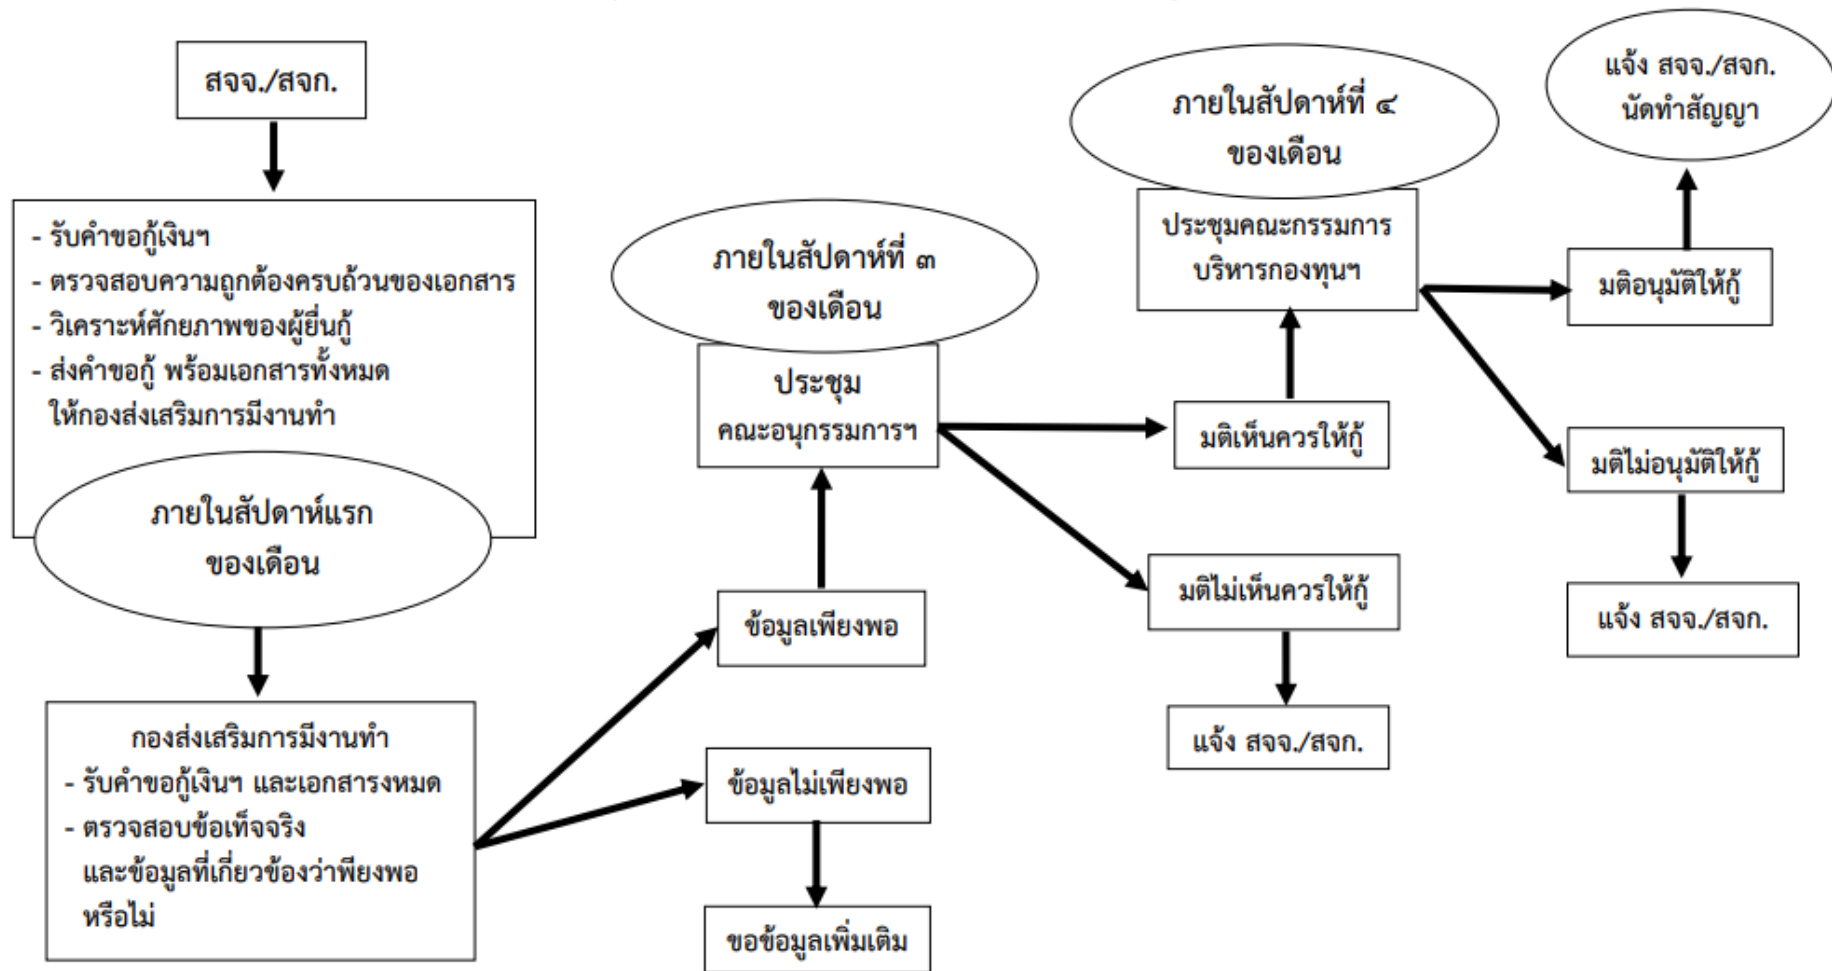 สจจ./สจก.
- รับคำขอกู้เงินฯ
- ตรวจสอบความถูกต้องครบถ้วนของเอกสาร
- วิเคราะห์ศักยภาพของผู้ยื่นกู้
- ส่งคำขอกู้ พร้อมเอกสารทั้งหมด
ให้กองส่งเสริมการมีงานทำ
ภายในสัปดาห์แรก
ของเดือน
กองส่งเสริมการมีงานทำ
- รับคำขอกู้เงินฯ และเอกสารงหมด
- ตรวจสอบข้อเท็จจริง
และข้อมูลที่เกี่ยวข้องว่าพียงพอ
หรือไม่
ภายในสัปดาห์ที่ ๓
ของเดือน
ประชุม
คณะอนุกรรมการฯ
ข้อมูลเพียงพอ
ข้อมูลไม่เพียงพอ
ขอข้อมูลเพิ่มเติม
ภายในสัปดาห์ที่ ๔
ของเดือน
ประชุมคณะกรรมการ
บริหารกองทุนฯ
มติเห็นควรให้กู้
มติไม่เห็นควรให้กู้
แจ้ง สจจ./สจก.
แจ้ง สจจ./สจก.
นัดทำสัญญา
มติอนุมัติให้กู้
มติไม่อนุมัติให้กู้
แจ้ง สจจ./สจก.